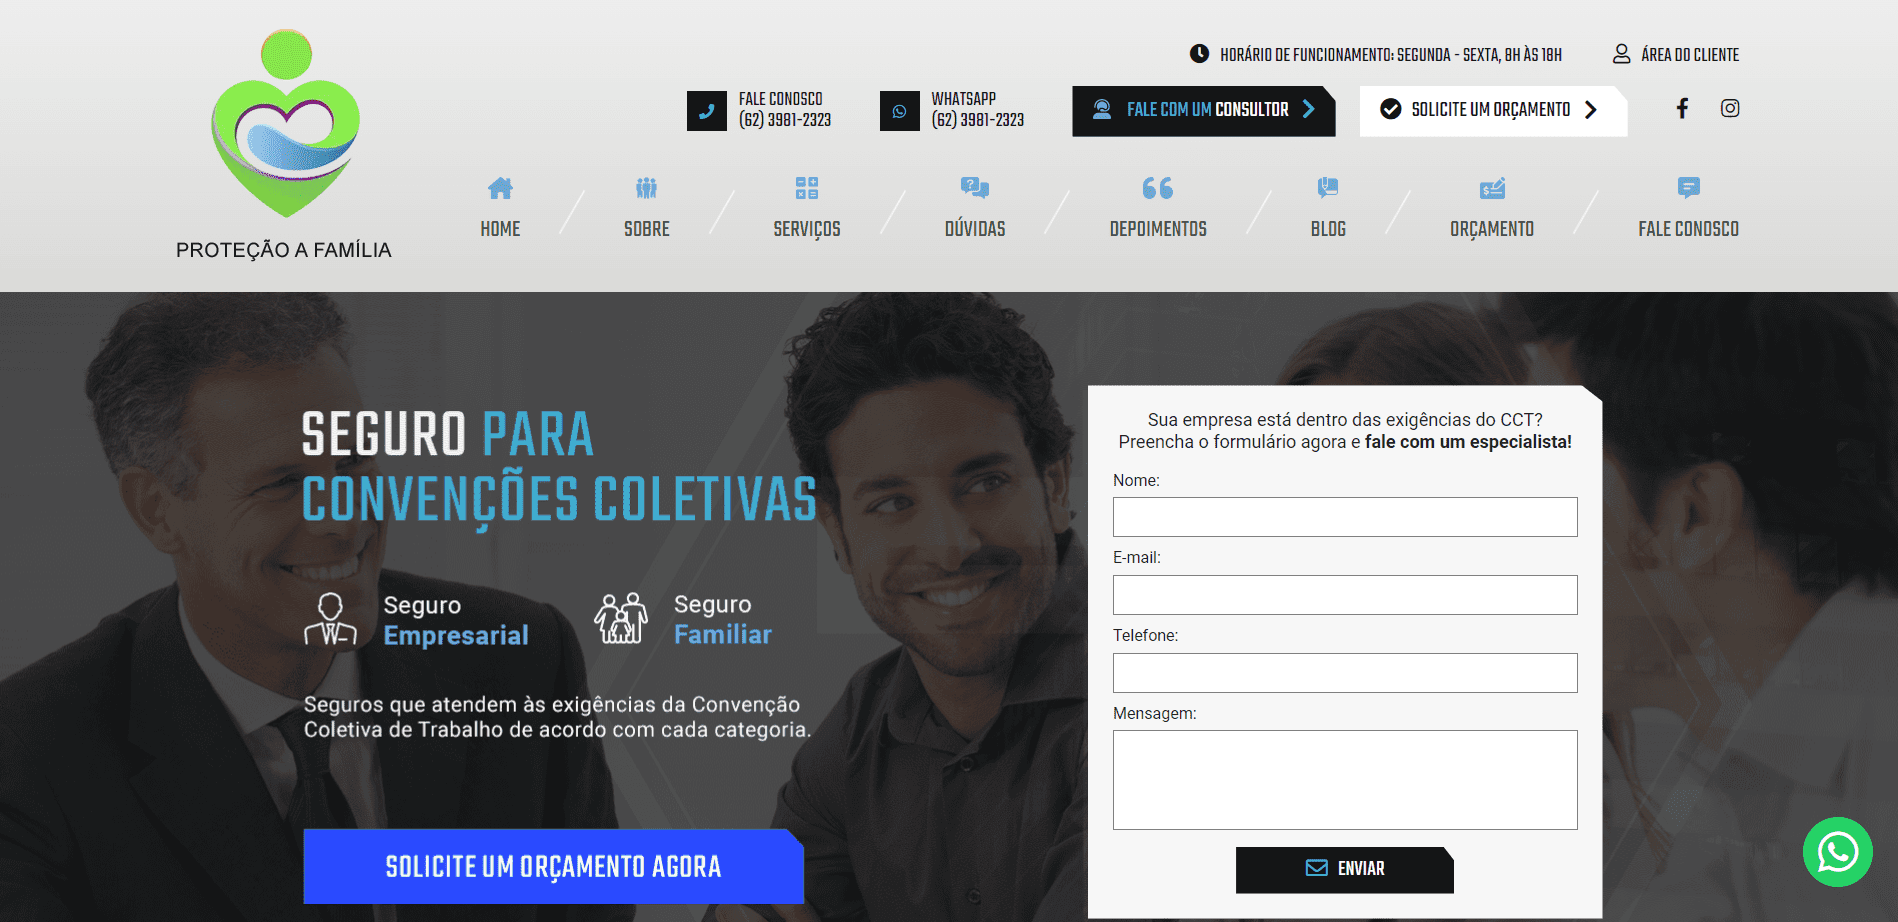 HORÁRIO DE FUNCIONAMENTO: SEGUNDA - SEXTA, 8H ÀS 18H
ÁREA DO CLIENTE
FALE CONOSCO
(62) 3981-2323
WHATSAPP
(62) 3981-2323
FALE COM UM CONSULTOR
SOLICITE UM ORÇAMENTO
PROTEÇÃO A FAMÍLIA
HOME
SOBRE
SERVIÇOS
DÚVIDAS
DEPOIMENTOS
BLOG
ORÇAMENTO
FALE CONOSCO
SEGURO PARA
CONVENÇÕES COLETIVAS
Seguro
Empresarial
Seguro
Familiar
Seguros que atendem às exigências da Convenção
Coletiva de Trabalho de acordo com cada categoria.
SOLICITE UM ORÇAMENTO AGORA
Sua empresa está dentro das exigências do CCT?
Preencha o formulário agora e fale com um especialista!
Nome:
E-mail:
Telefone:
Mensagem:
ENVIAR